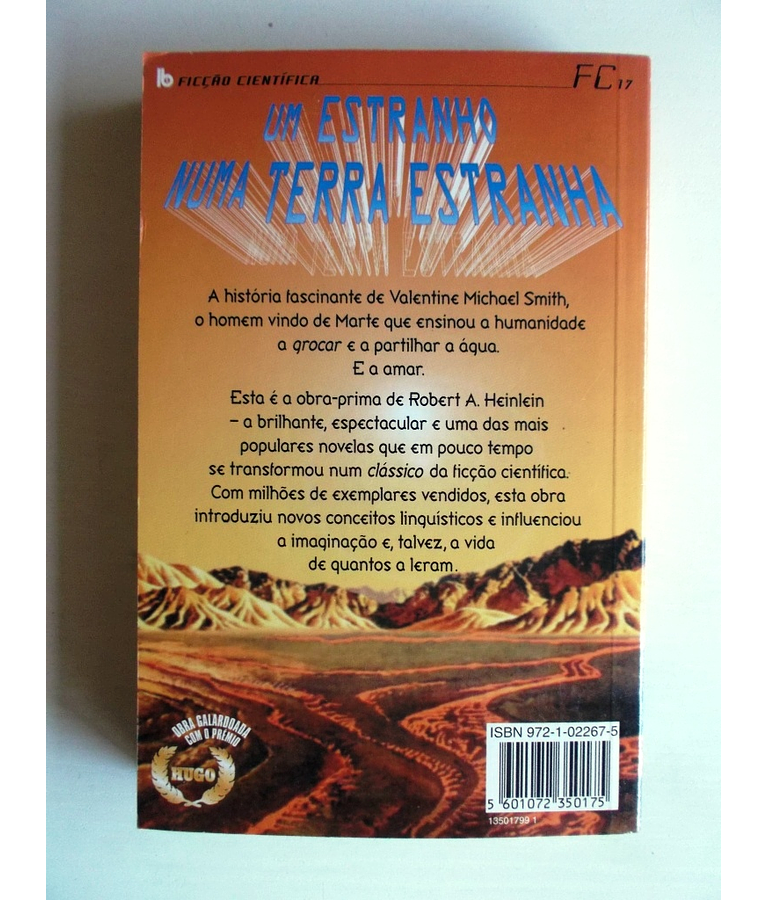 lb FICÇÃO CIENTÍFICA
FC 17
UM ESTRANHO
NUMA TERRA ESTRANHA
A história fascinante de Valentine Michael Smith,
o homem vindo de Marte que ensinou a humanidade
a grocar e a partilhar a água.
E a amar.
Esta é a obra-prima de Robert A. Heinlein
– a brilhante, espectacular e uma das mais
populares novelas que em pouco tempo
se transformou num clássico da ficção científica.
Com milhões de exemplares vendidos, esta obra
introduziu novos conceitos linguísticos e influenciou
a imaginação e, talvez, a vida
de quantos a leram.
OBRA GALARDOADA
COM O PRÉMIO
HUGO
ISBN 972-1-02267-5
5 601072 350175
13501799 1